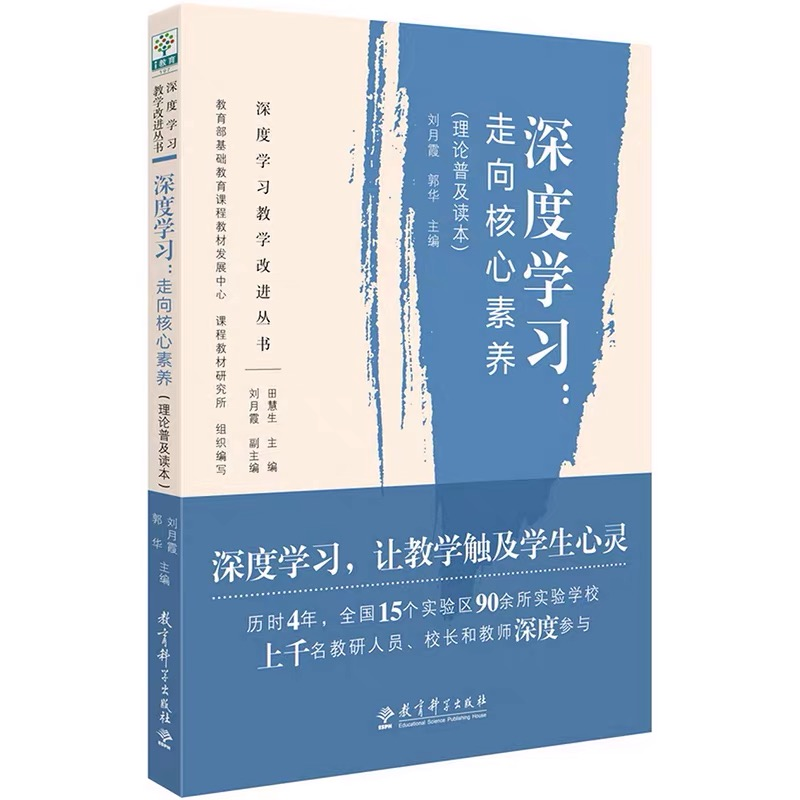 i教育
深度学习
教学改进丛书
深度学习：走向核心素养
（理论普及读本）
刘月霞
郭华 主编
教育科学出版社
深度学习：
走向核心素养
（理论普及读本）
刘月霞 郭华 主编
深度学习教学改进丛书
田慧生 主编
刘月霞 副主编
教育部基础教育课程教材发展中心 课程教材研究所 组织编写
深度学习，让教学触及学生心灵
历时4年，全国15个实验区90余所实验学校
上千名教研人员、校长和教师深度参与
ESPH
教育科学出版社
Educational Science Publishing House
ESPH